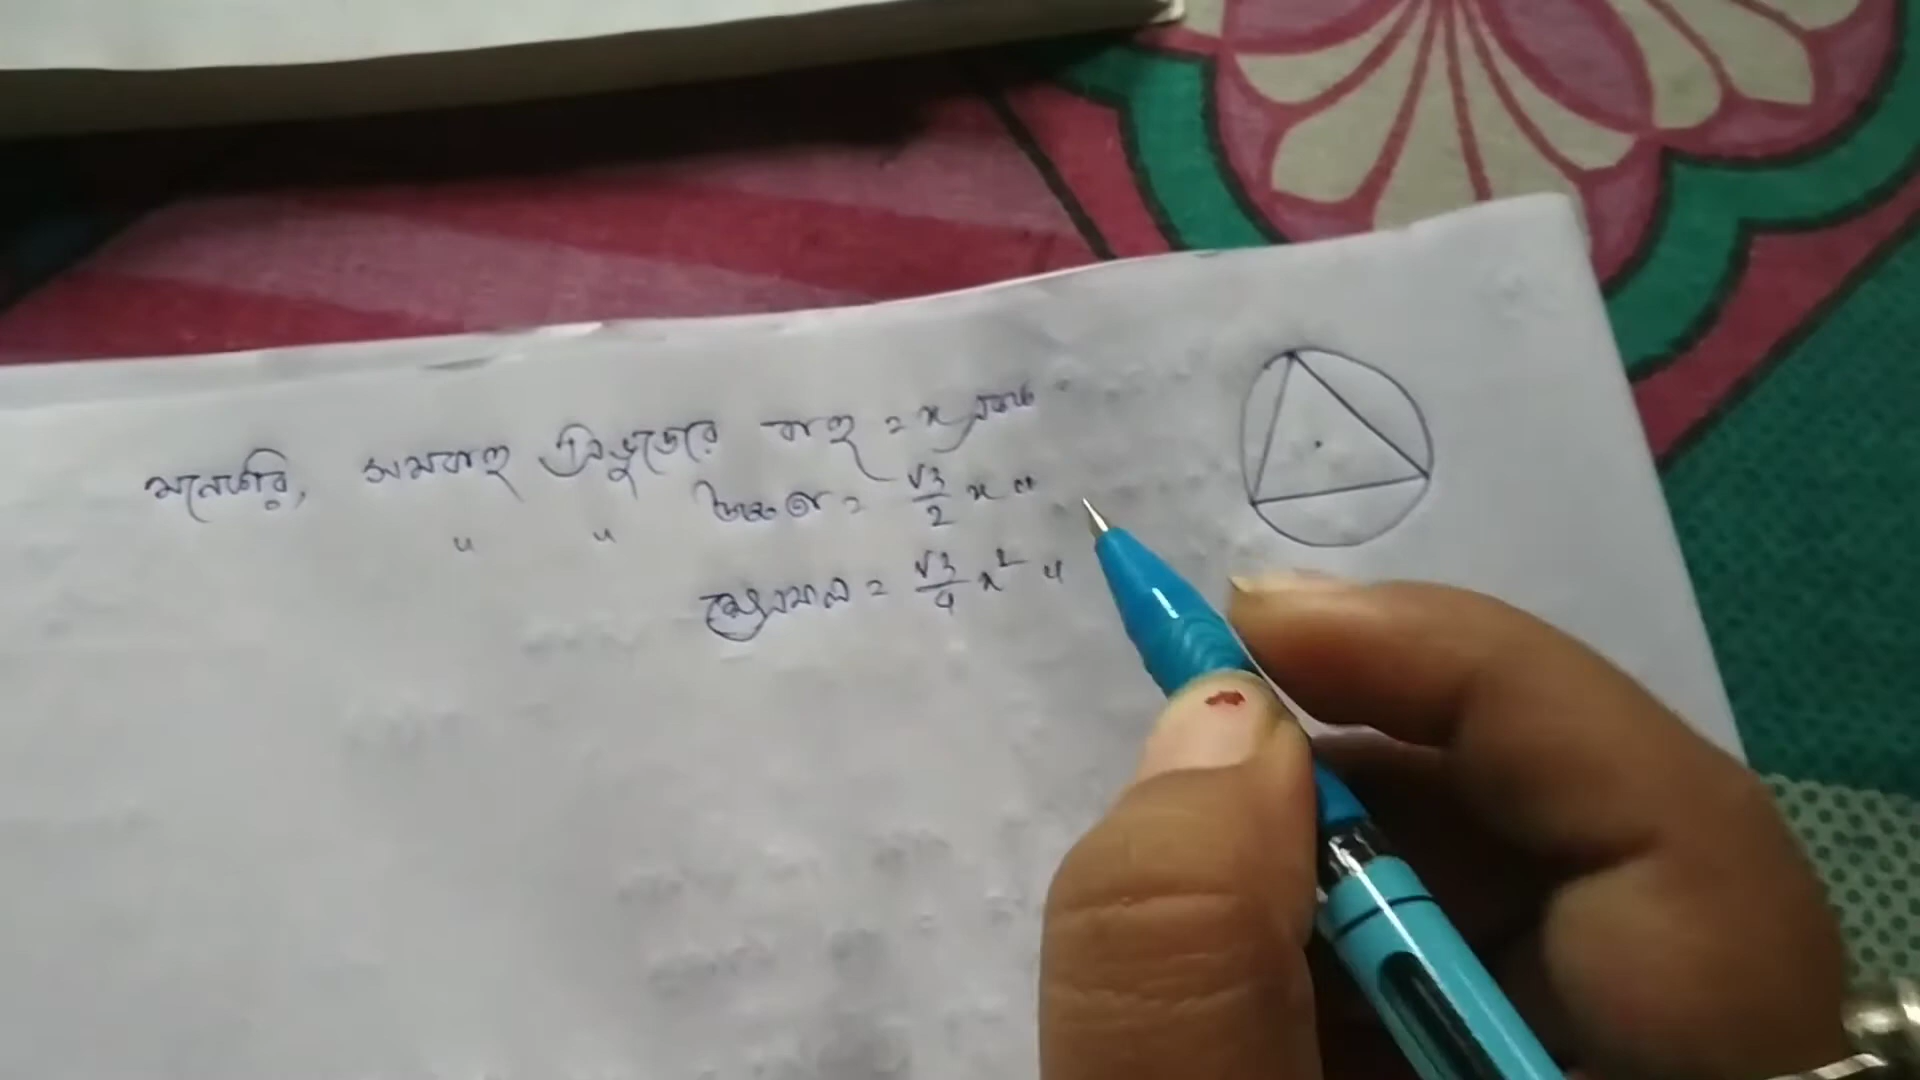 মনেকরি, সমবাহু ত্রিভুজের বাহু = x একক
" " উচ্চতা = √3/2 x "
ক্ষেত্রফল = √3/4 x² "